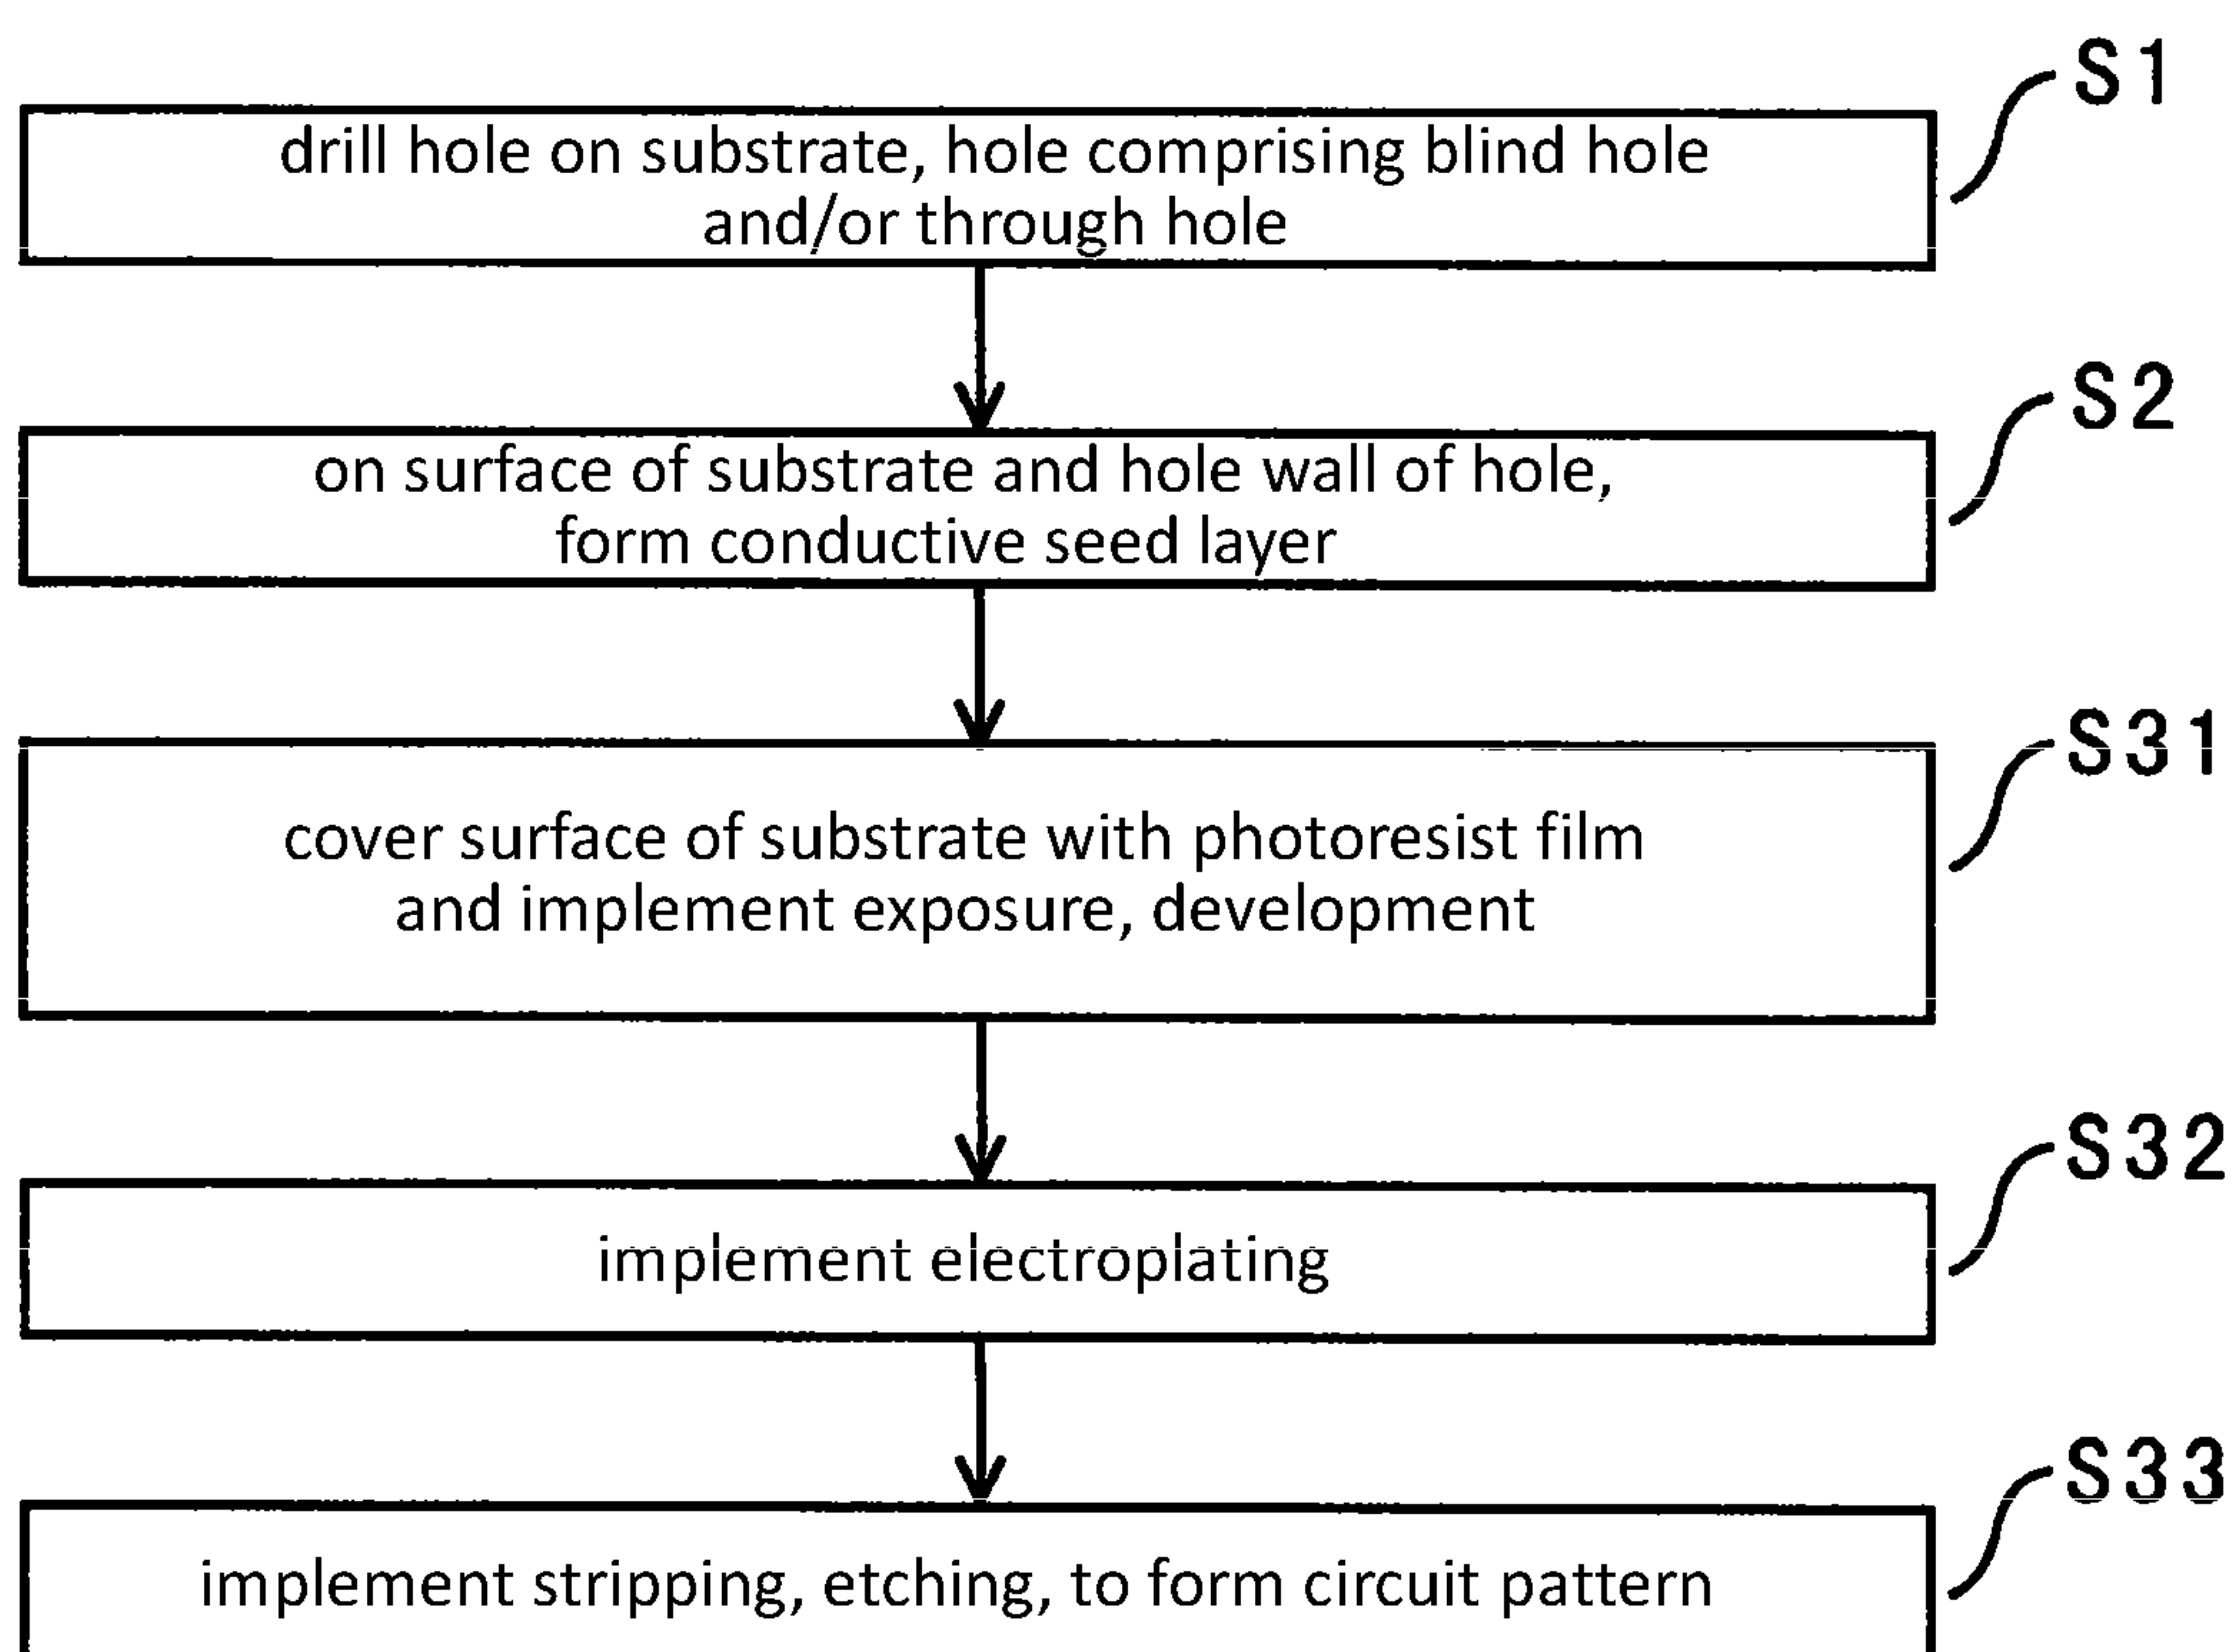 S1
drill hole on substrate, hole comprising blind hole
and/or through hole
S2
on surface of substrate and hole wall of hole,
form conductive seed layer
S31
cover surface of substrate with photoresist film
and implement exposure, development
S32
implement electroplating
S33
implement stripping, etching, to form circuit pattern